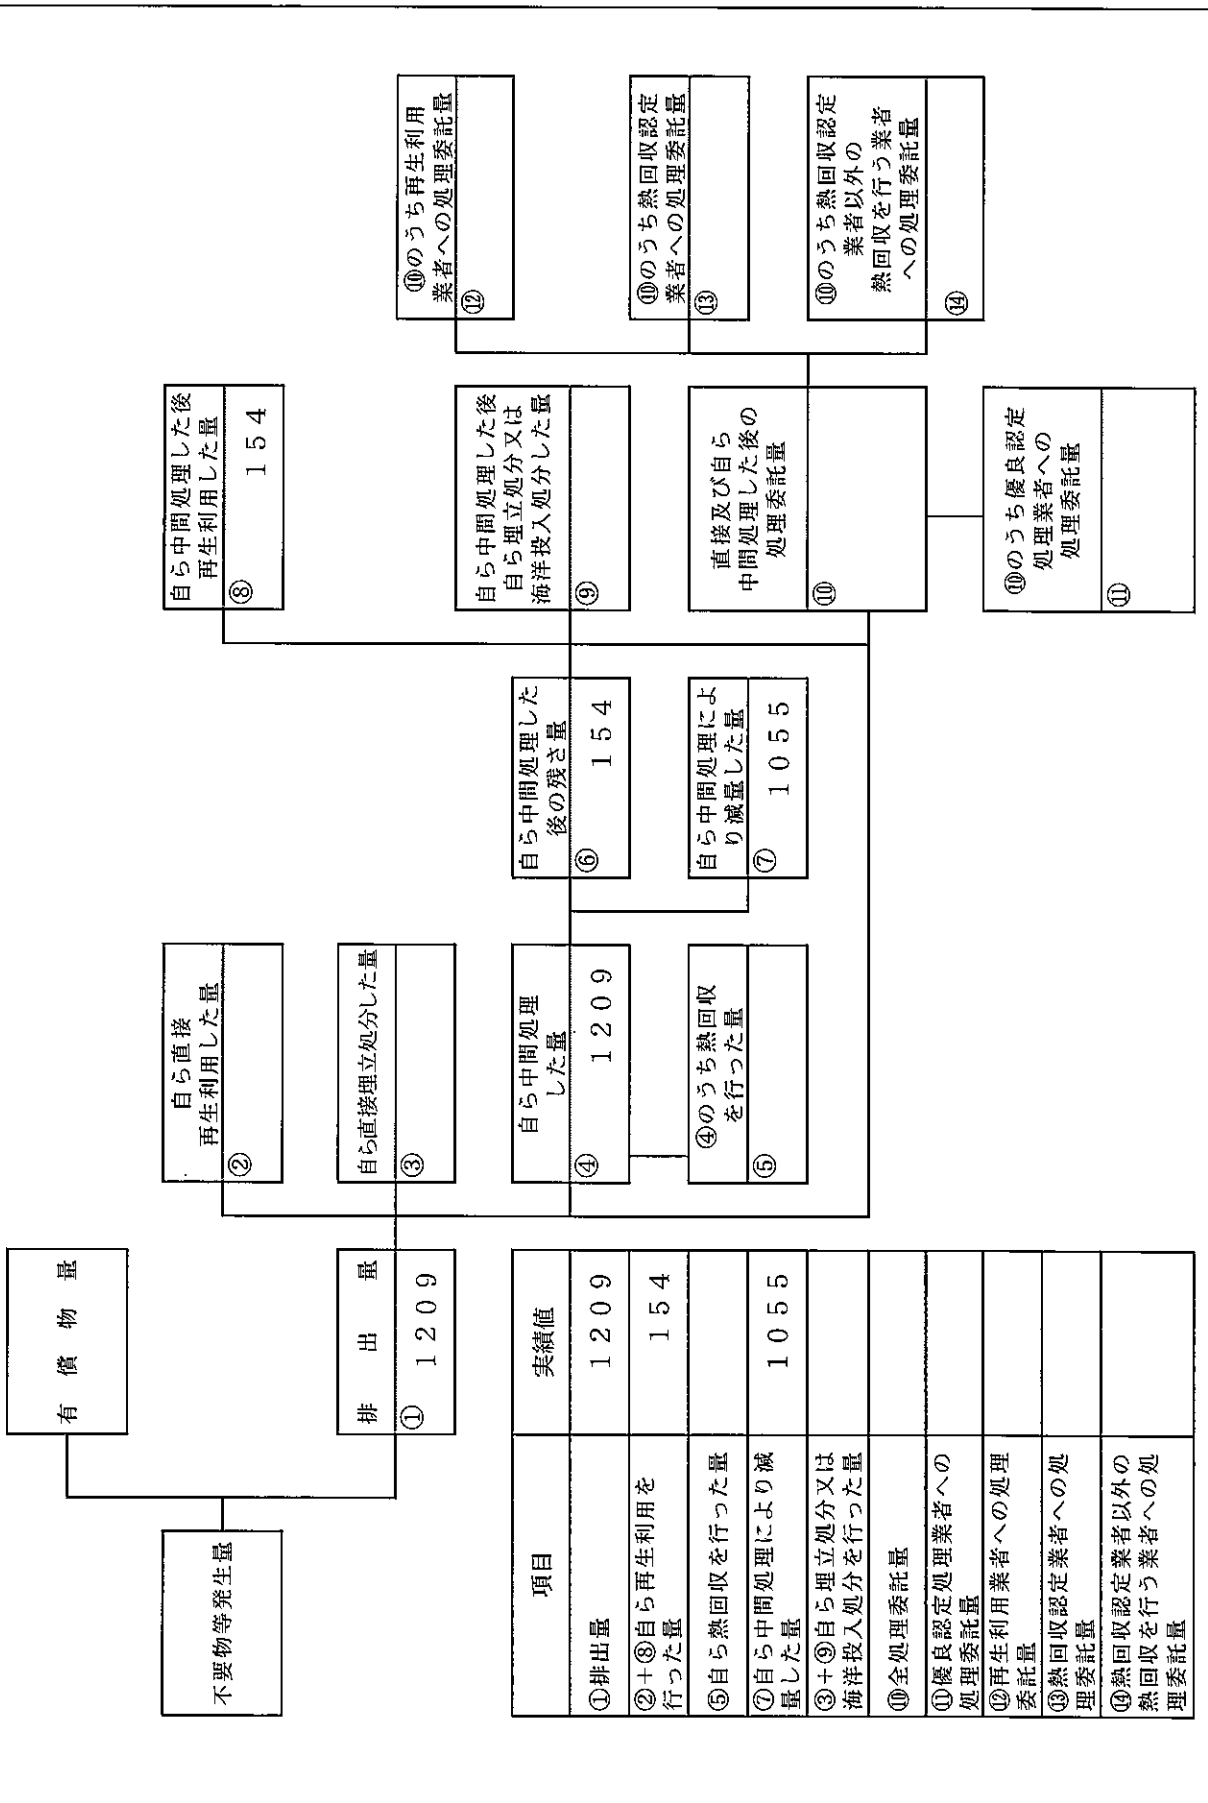 不要物等発生量
有償物量
排出量
① 1209
自ら直接
再生利用した量
②
自ら直接埋立処分した量
③
自ら中間処理
した量
④ 1209
④のうち熱回収
を行った量
⑤
自ら中間処理した
後の残さ量
⑥ 154
自ら中間処理によ
り減量した量
⑦ 1055
自ら中間処理した後
再生利用した量
⑧ 154
自ら中間処理した後
自ら埋立処分又は
海洋投入処分した量
⑨
直接及び自ら
中間処理した後の
処理委託量
⑩
⑩のうち優良認定
処理業者への
処理委託量
⑪
⑩のうち再生利用
業者への処理委託量
⑫
⑩のうち熱回収認定
業者への処理委託量
⑬
⑩のうち熱回収認定
業者以外の
熱回収を行う業者
への処理委託量
⑭
項目 実績値
①排出量 1209
②+⑧自ら再生利用を
行った量 154
⑤自ら熱回収を行った量
⑦自ら中間処理により減
量した量 1055
③+⑨自ら埋立処分又は
海洋投入処分を行った量
⑩全処理委託量
⑪優良認定処理業者への
処理委託量
⑫再生利用業者への処理
委託量
⑬熱回収認定業者への処
理委託量
⑭熱回収認定業者以外の
熱回収を行う業者への処
理委託量